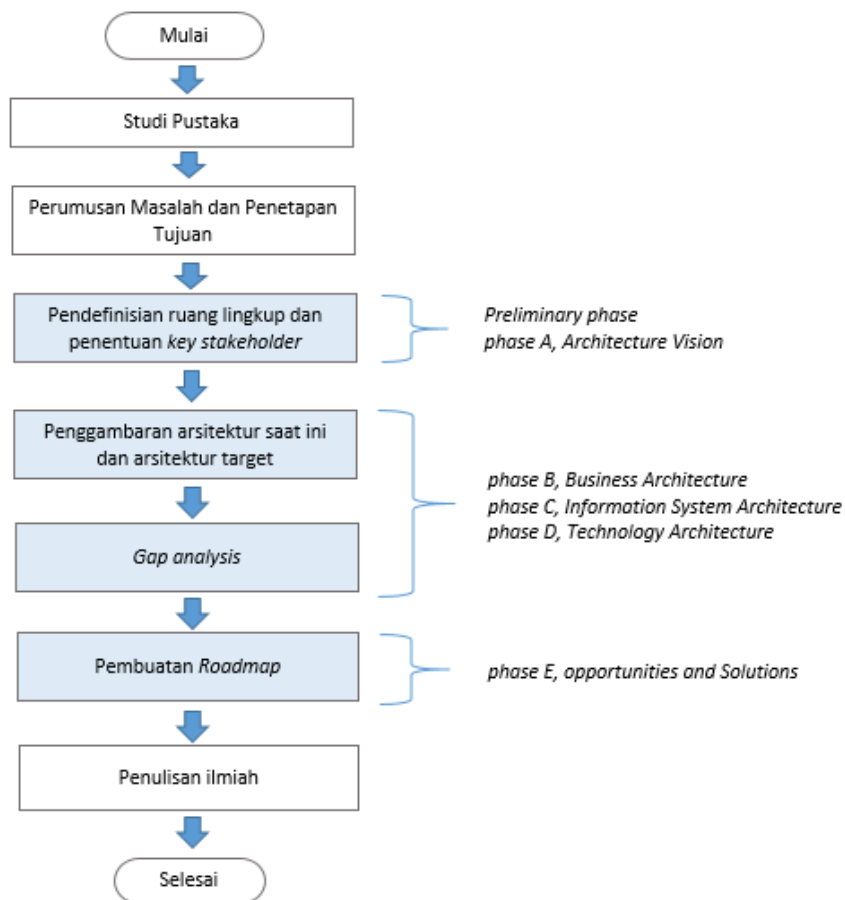 Mulai
Studi Pustaka
Perumusan Masalah dan Penetapan
Tujuan
Pendefinisian ruang lingkup dan
penentuan key stakeholder
Preliminary phase
phase A, Architecture Vision
Penggambaran arsitektur saat ini
dan arsitektur target
Gap analysis
phase B, Business Architecture
phase C, Information System Architecture
phase D, Technology Architecture
Pembuatan Roadmap
phase E, opportunities and Solutions
Penulisan ilmiah
Selesai